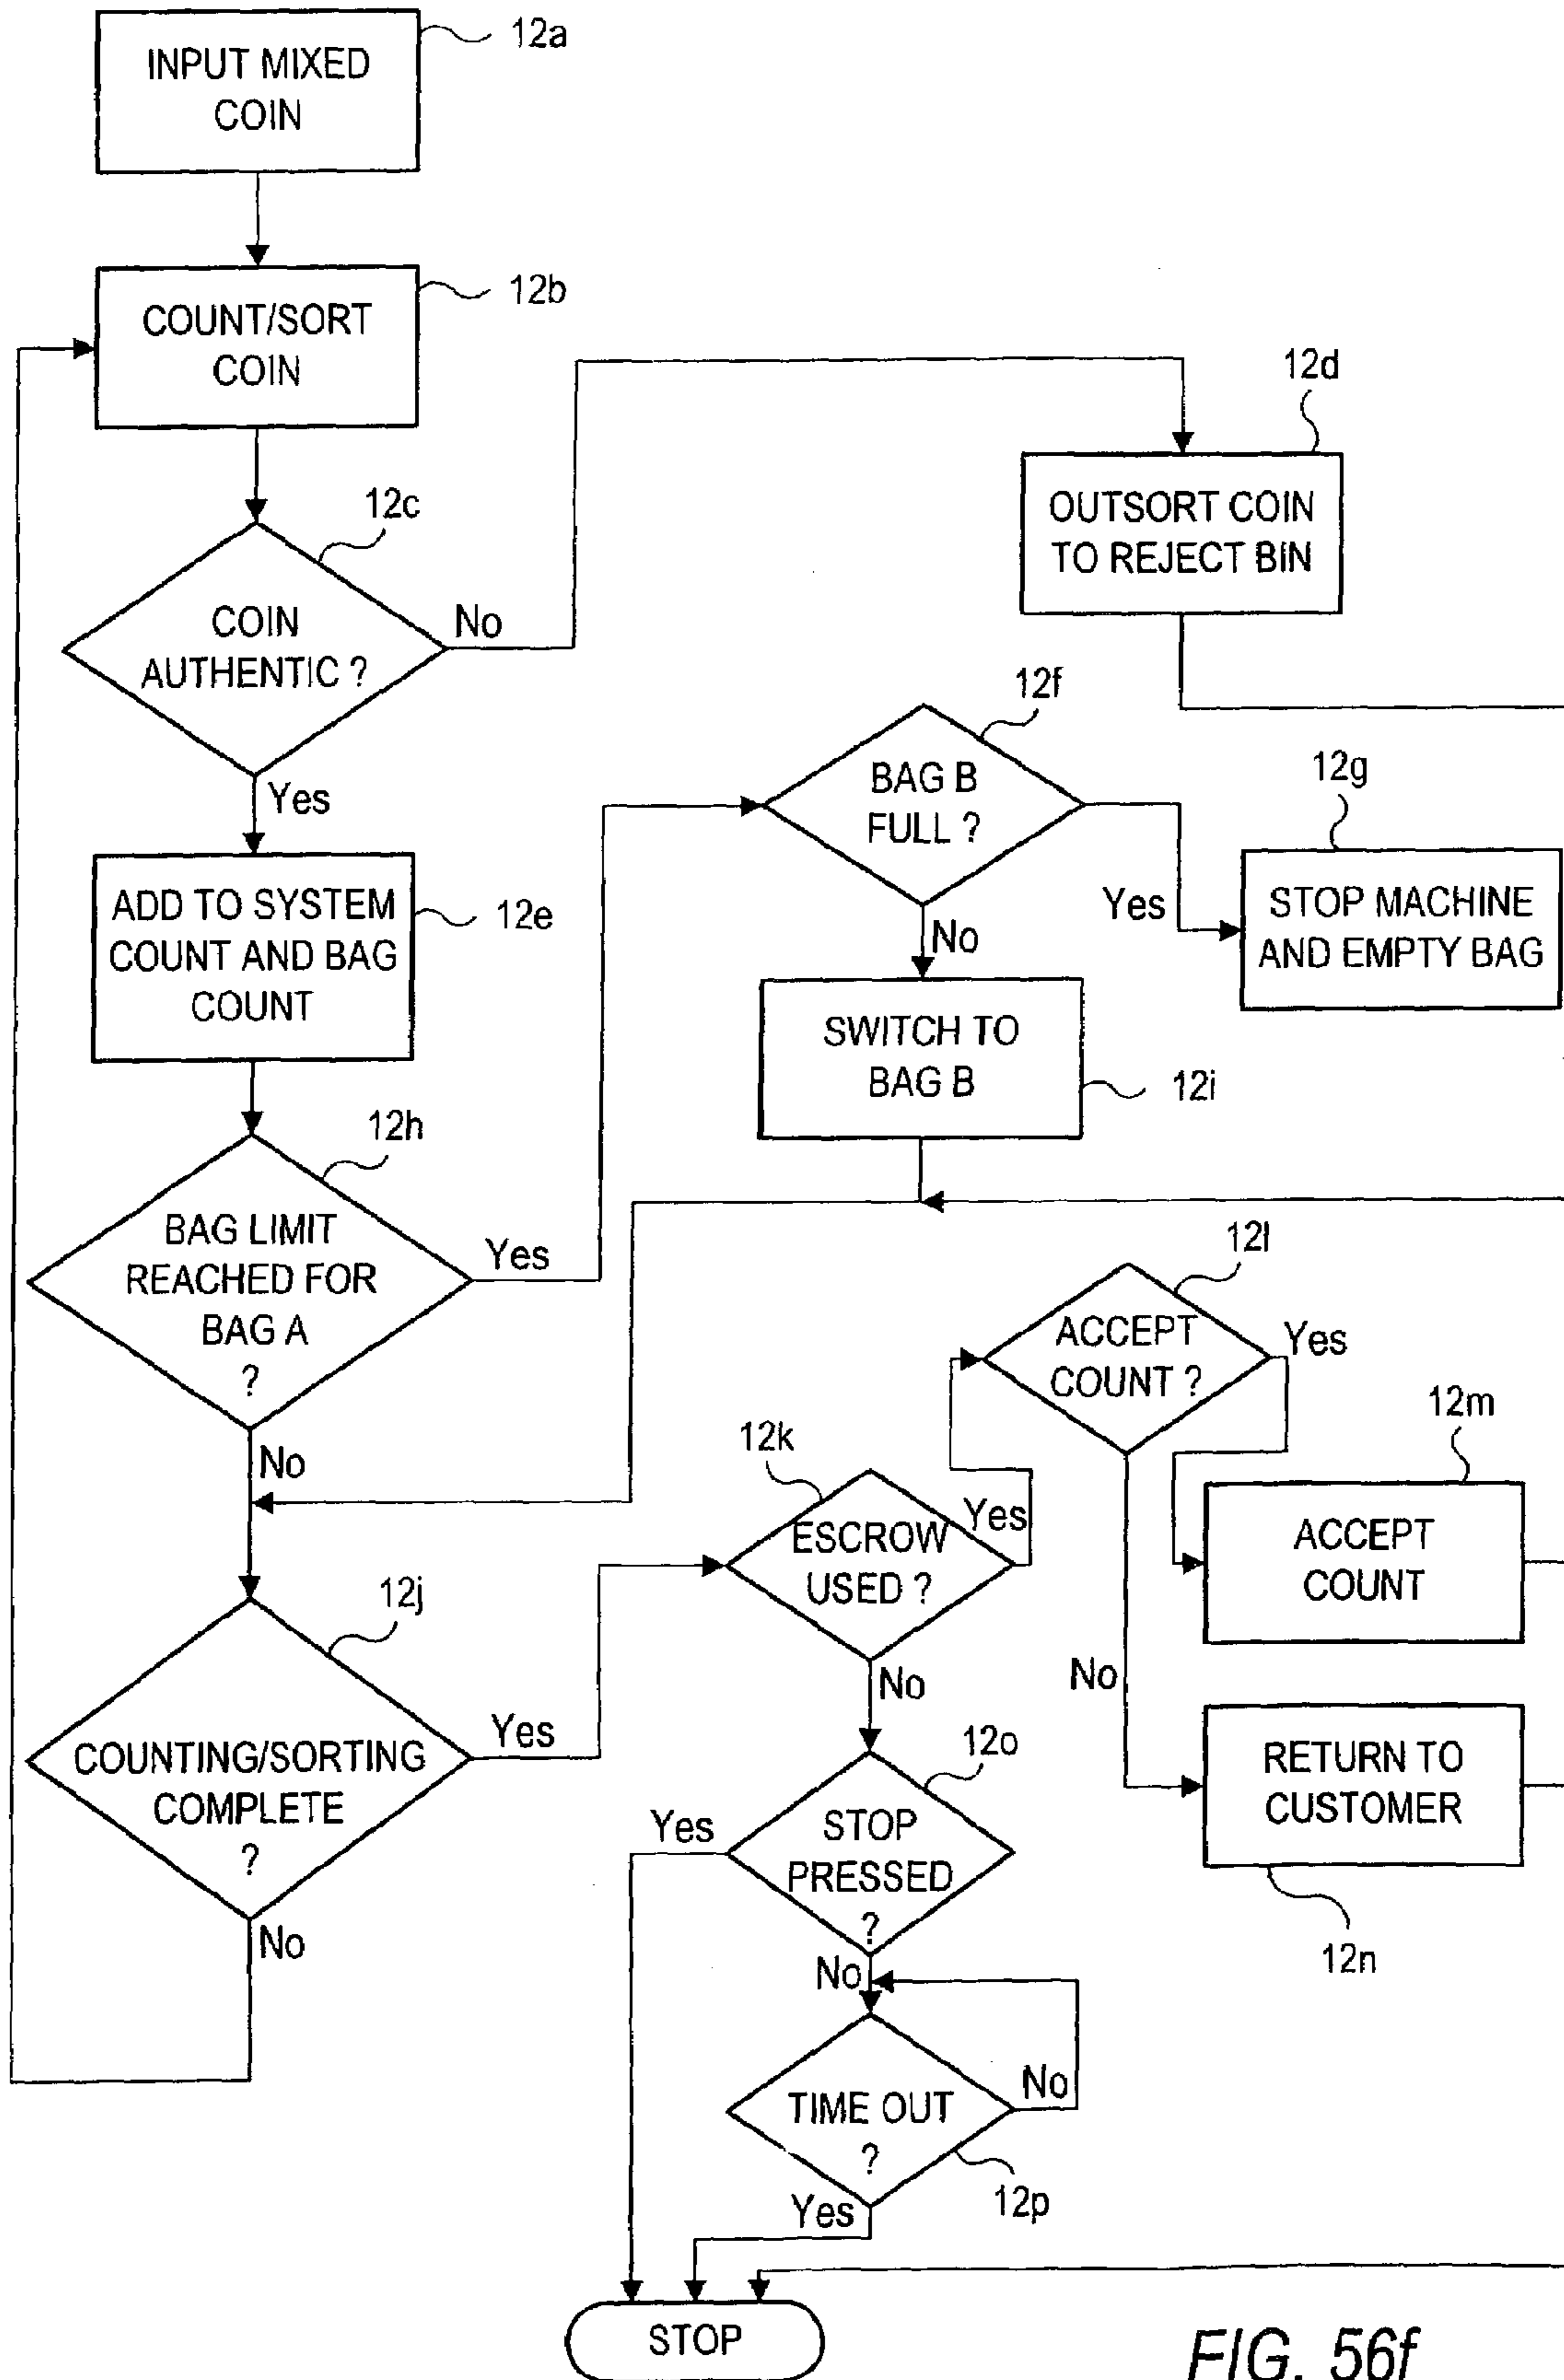 INPUT MIXED
COIN
12a
COUNT/SORT
COIN
12b
COIN
AUTHENTIC ?
12c
No
Yes
OUTSORT COIN
TO REJECT BIN
12d
ADD TO SYSTEM
COUNT AND BAG
COUNT
12e
BAG B
FULL ?
12f
Yes
No
STOP MACHINE
AND EMPTY BAG
12g
SWITCH TO
BAG B
12i
BAG LIMIT
REACHED FOR
BAG A
?
12h
Yes
No
COUNTING/SORTING
COMPLETE
?
12j
Yes
No
ESCROW
USED ?
12k
Yes
No
ACCEPT
COUNT ?
12l
Yes
No
ACCEPT
COUNT
12m
RETURN TO
CUSTOMER
12n
STOP
PRESSED
?
12o
Yes
No
TIME OUT
?
12p
No
Yes
STOP
FIG. 56f